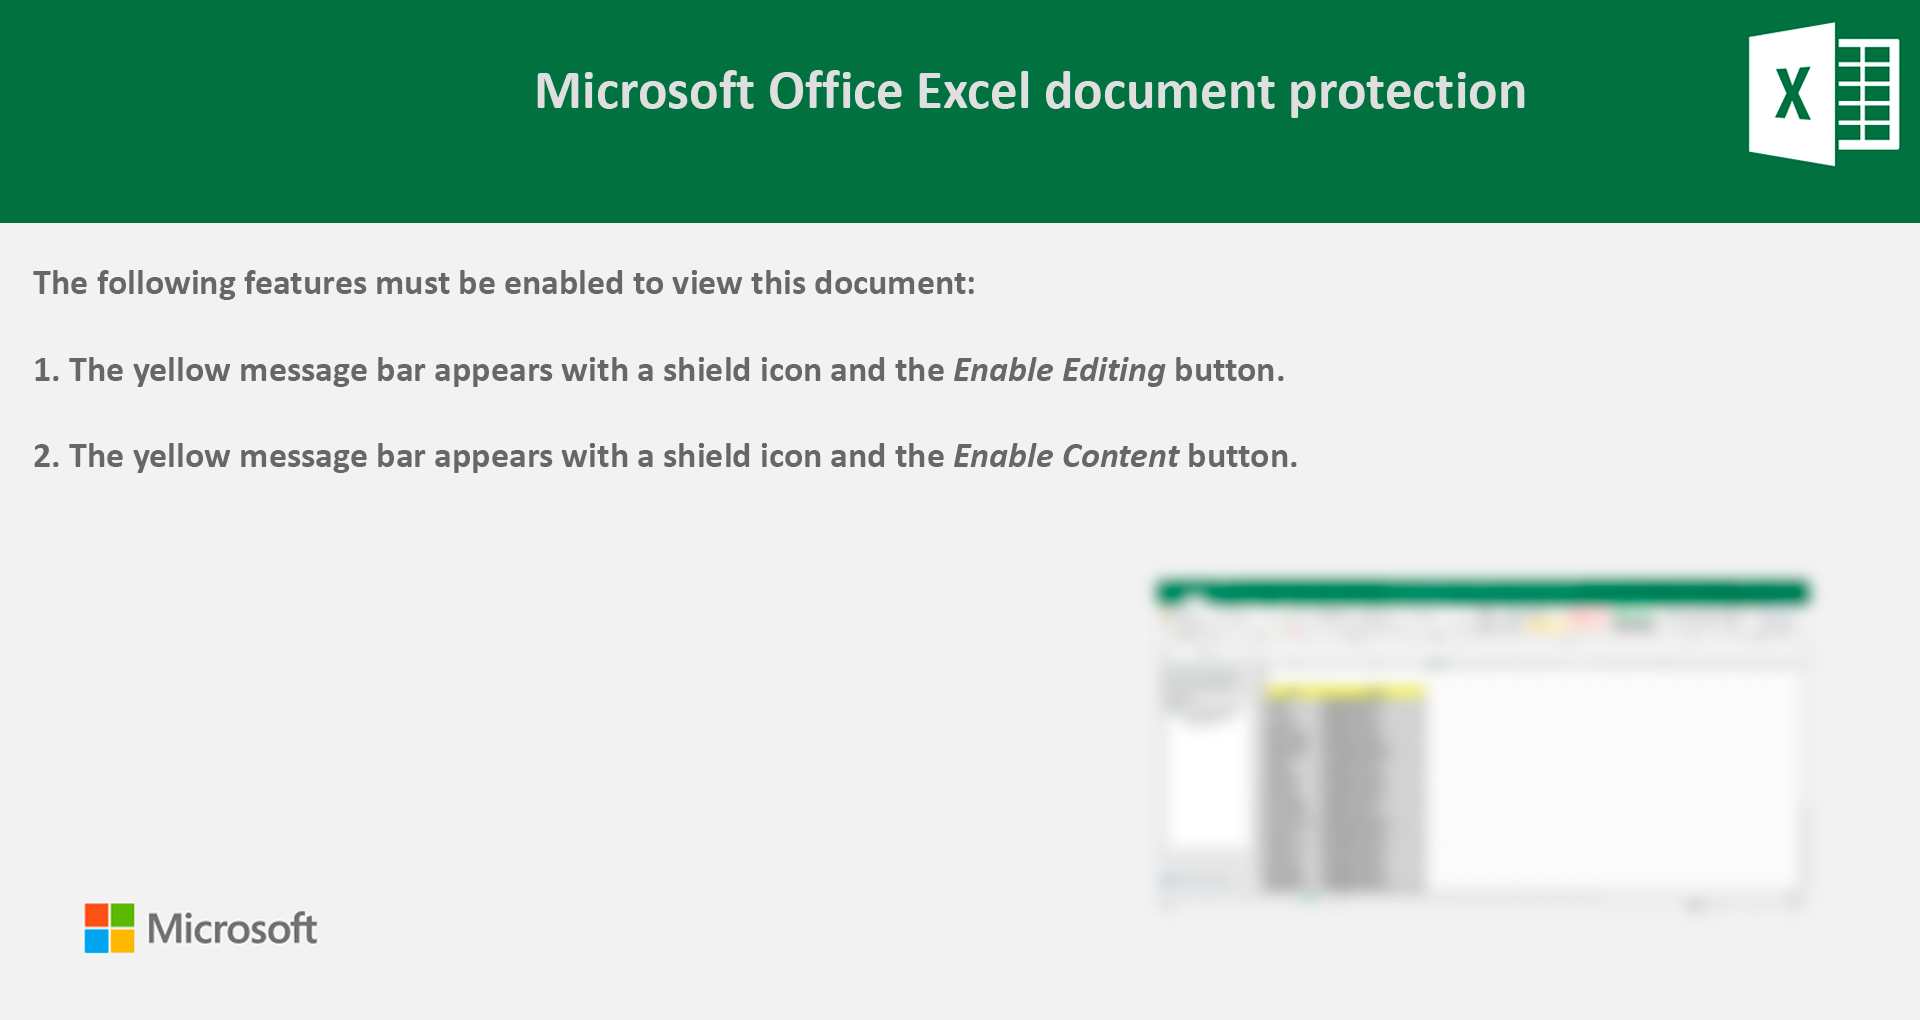 Microsoft Office Excel document protection
X
The following features must be enabled to view this document:
1. The yellow message bar appears with a shield icon and the Enable Editing button.
2. The yellow message bar appears with a shield icon and the Enable Content button.
Microsoft